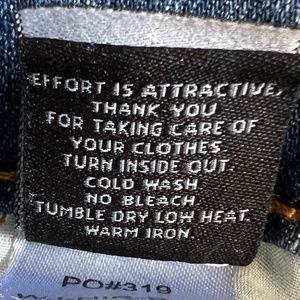 EFFORT IS ATTRACTIVE,
THANK YOU
FOR TAKING CARE OF
YOUR CLOTHES.
TURN INSIDE OUT.
COLD WASH.
NO BLEACH.
TUMBLE DRY LOW HEAT.
WARM IRON.
PO#319